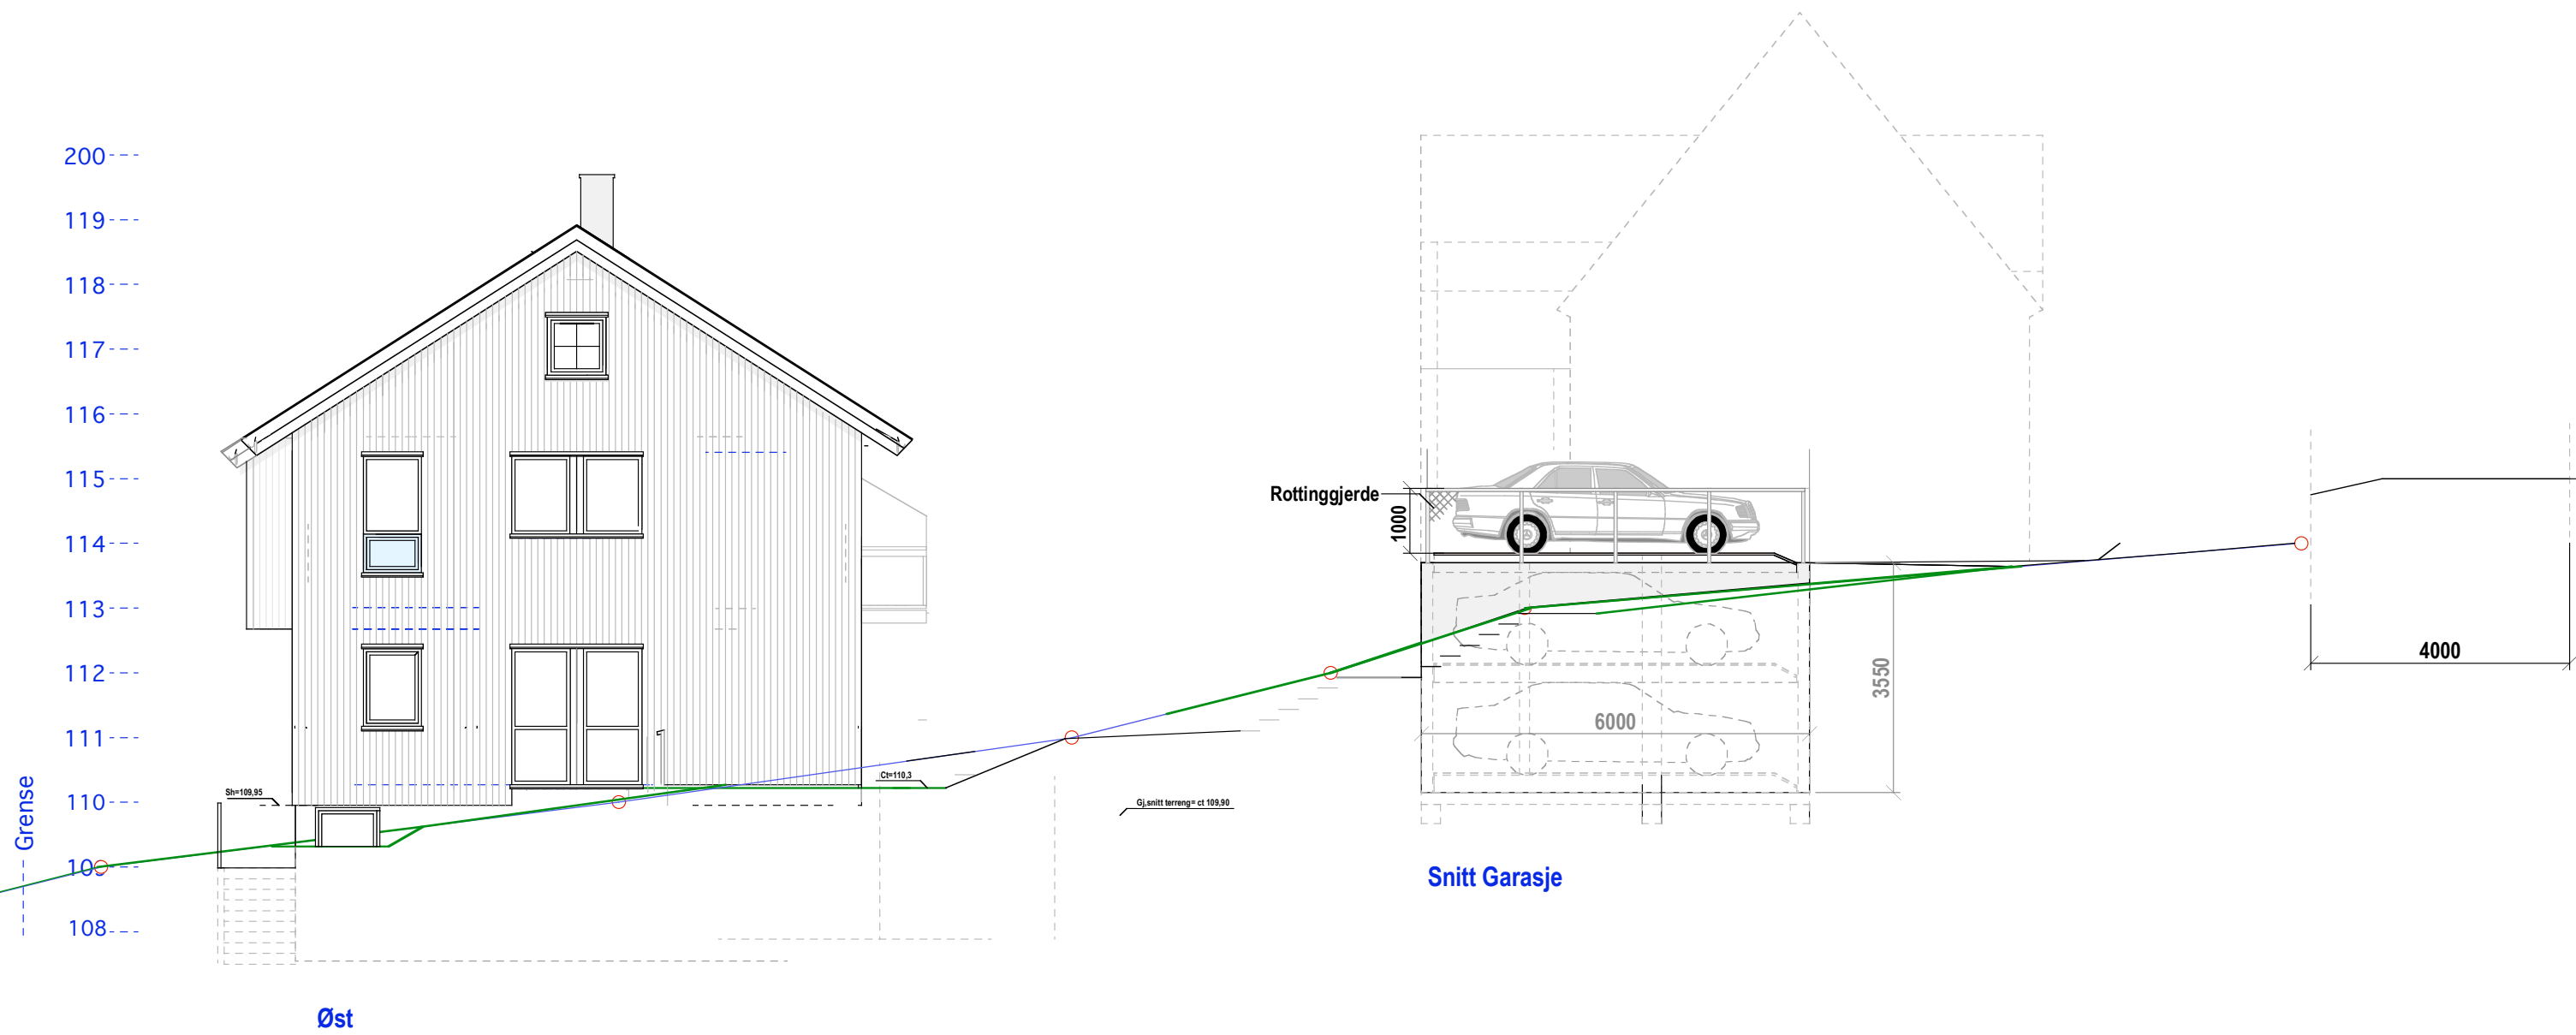 200
119
118
117
116
115
114
113
112
111
110
109
108
Grense
Sh=109,95
Ct=110,3
Gj.snitt terreng= ct 109,90
Rottinggjerde
1000
6000
3550
4000
Snitt Garasje
Øst